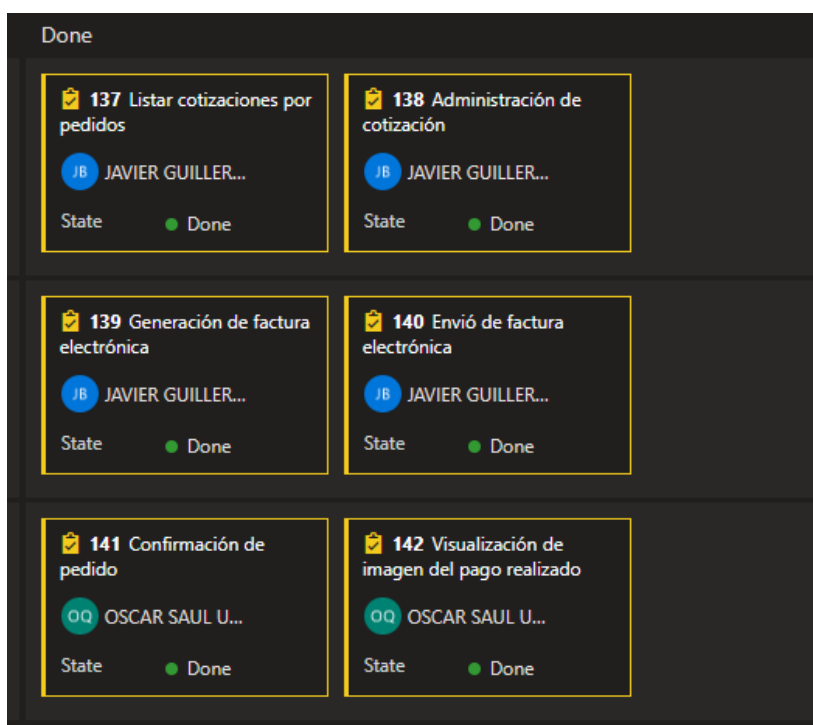 Done
137 Listar cotizaciones por
pedidos
JB JAVIER GUILLER...
State Done
138 Administración de
cotización
JB JAVIER GUILLER...
State Done
139 Generación de factura
electrónica
JB JAVIER GUILLER...
State Done
140 Envió de factura
electrónica
JB JAVIER GUILLER...
State Done
141 Confirmación de
pedido
OQ OSCAR SAUL U...
State Done
142 Visualización de
imagen del pago realizado
OQ OSCAR SAUL U...
State Done